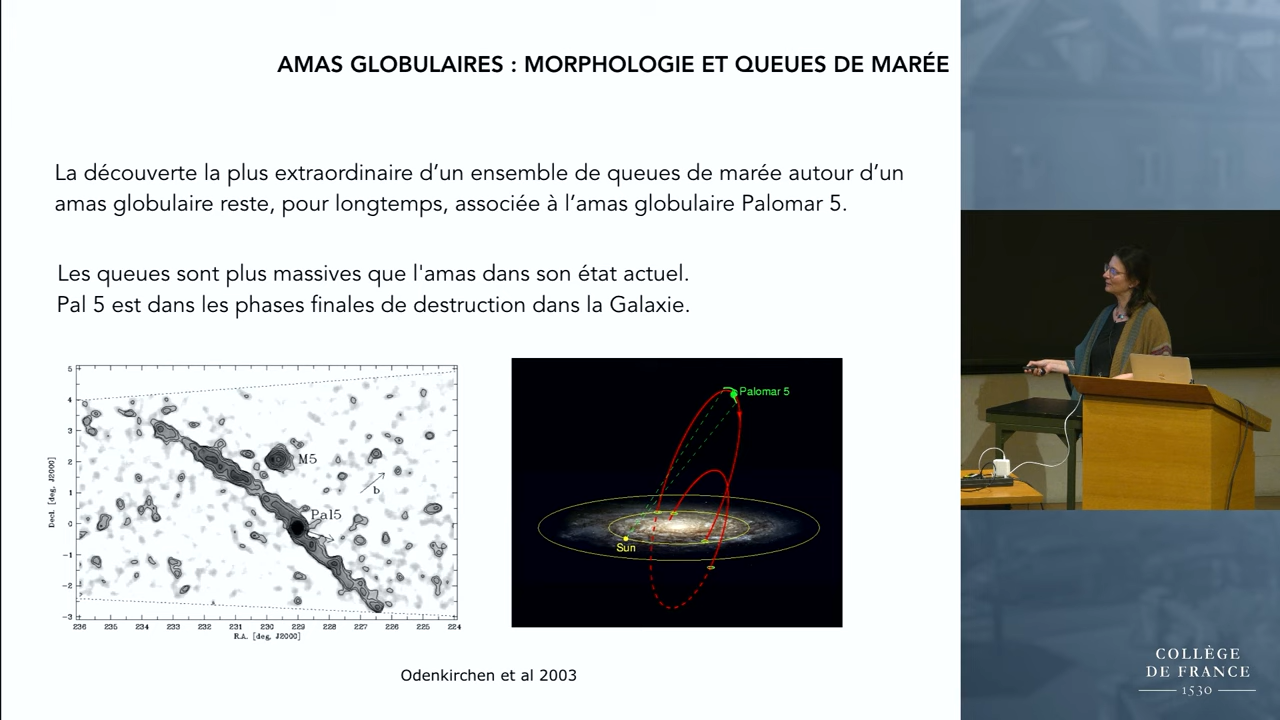 AMAS GLOBULAIRES : MORPHOLOGIE ET QUEUES DE MARÉE
La découverte la plus extraordinaire d’un ensemble de queues de marée autour d’un
amas globulaire reste, pour longtemps, associée à l’amas globulaire Palomar 5.
Les queues sont plus massives que l'amas dans son état actuel.
Pal 5 est dans les phases finales de destruction dans la Galaxie.
5
4
3
2
1
0
−1
−2
−3
Decl. [deg, J2000]
M5
b
Pal5
236 235 234 233 232 231 230 229 228 227 226 225 224
R.A. [deg, J2000]
Palomar 5
Sun
Odenkirchen et al 2003
COLLÈGE
DE FRANCE
1530